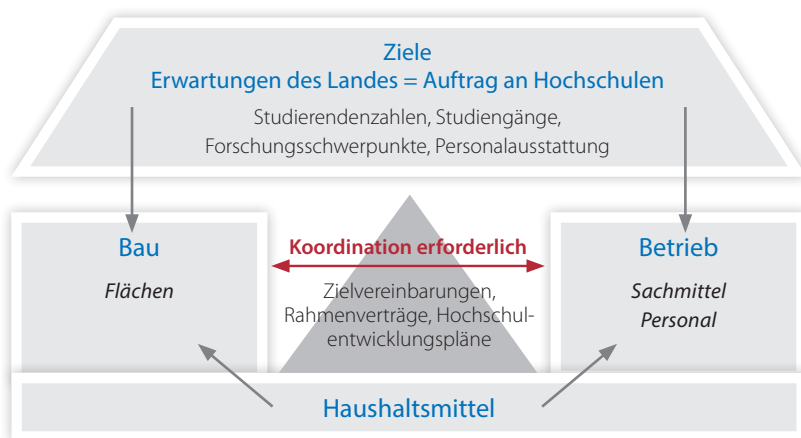 Ziele
Erwartungen des Landes = Auftrag an Hochschulen
Studierendenzahlen, Studiengänge,
Forschungsschwerpunkte, Personalausstattung
Bau
Flächen
Koordination erforderlich
Zielvereinbarungen,
Rahmenverträge, Hochschul-
entwicklungspläne
Betrieb
Sachmittel
Personal
Haushaltsmittel